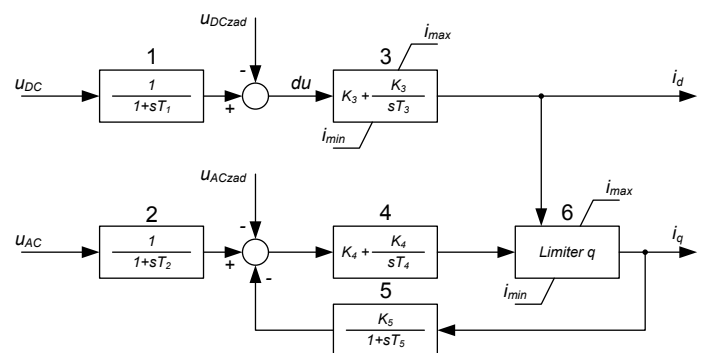 u_DCzad
1
3
i_max
u_DC
1
1+sT_1
-
+
du
K_3 + K_3
sT_3
i_d
i_min
u_ACzad
2
4
6
i_max
u_AC
1
1+sT_2
-
+
-
K_4 + K_4
sT_4
Limiter q
i_q
i_min
5
K_5
1+sT_5